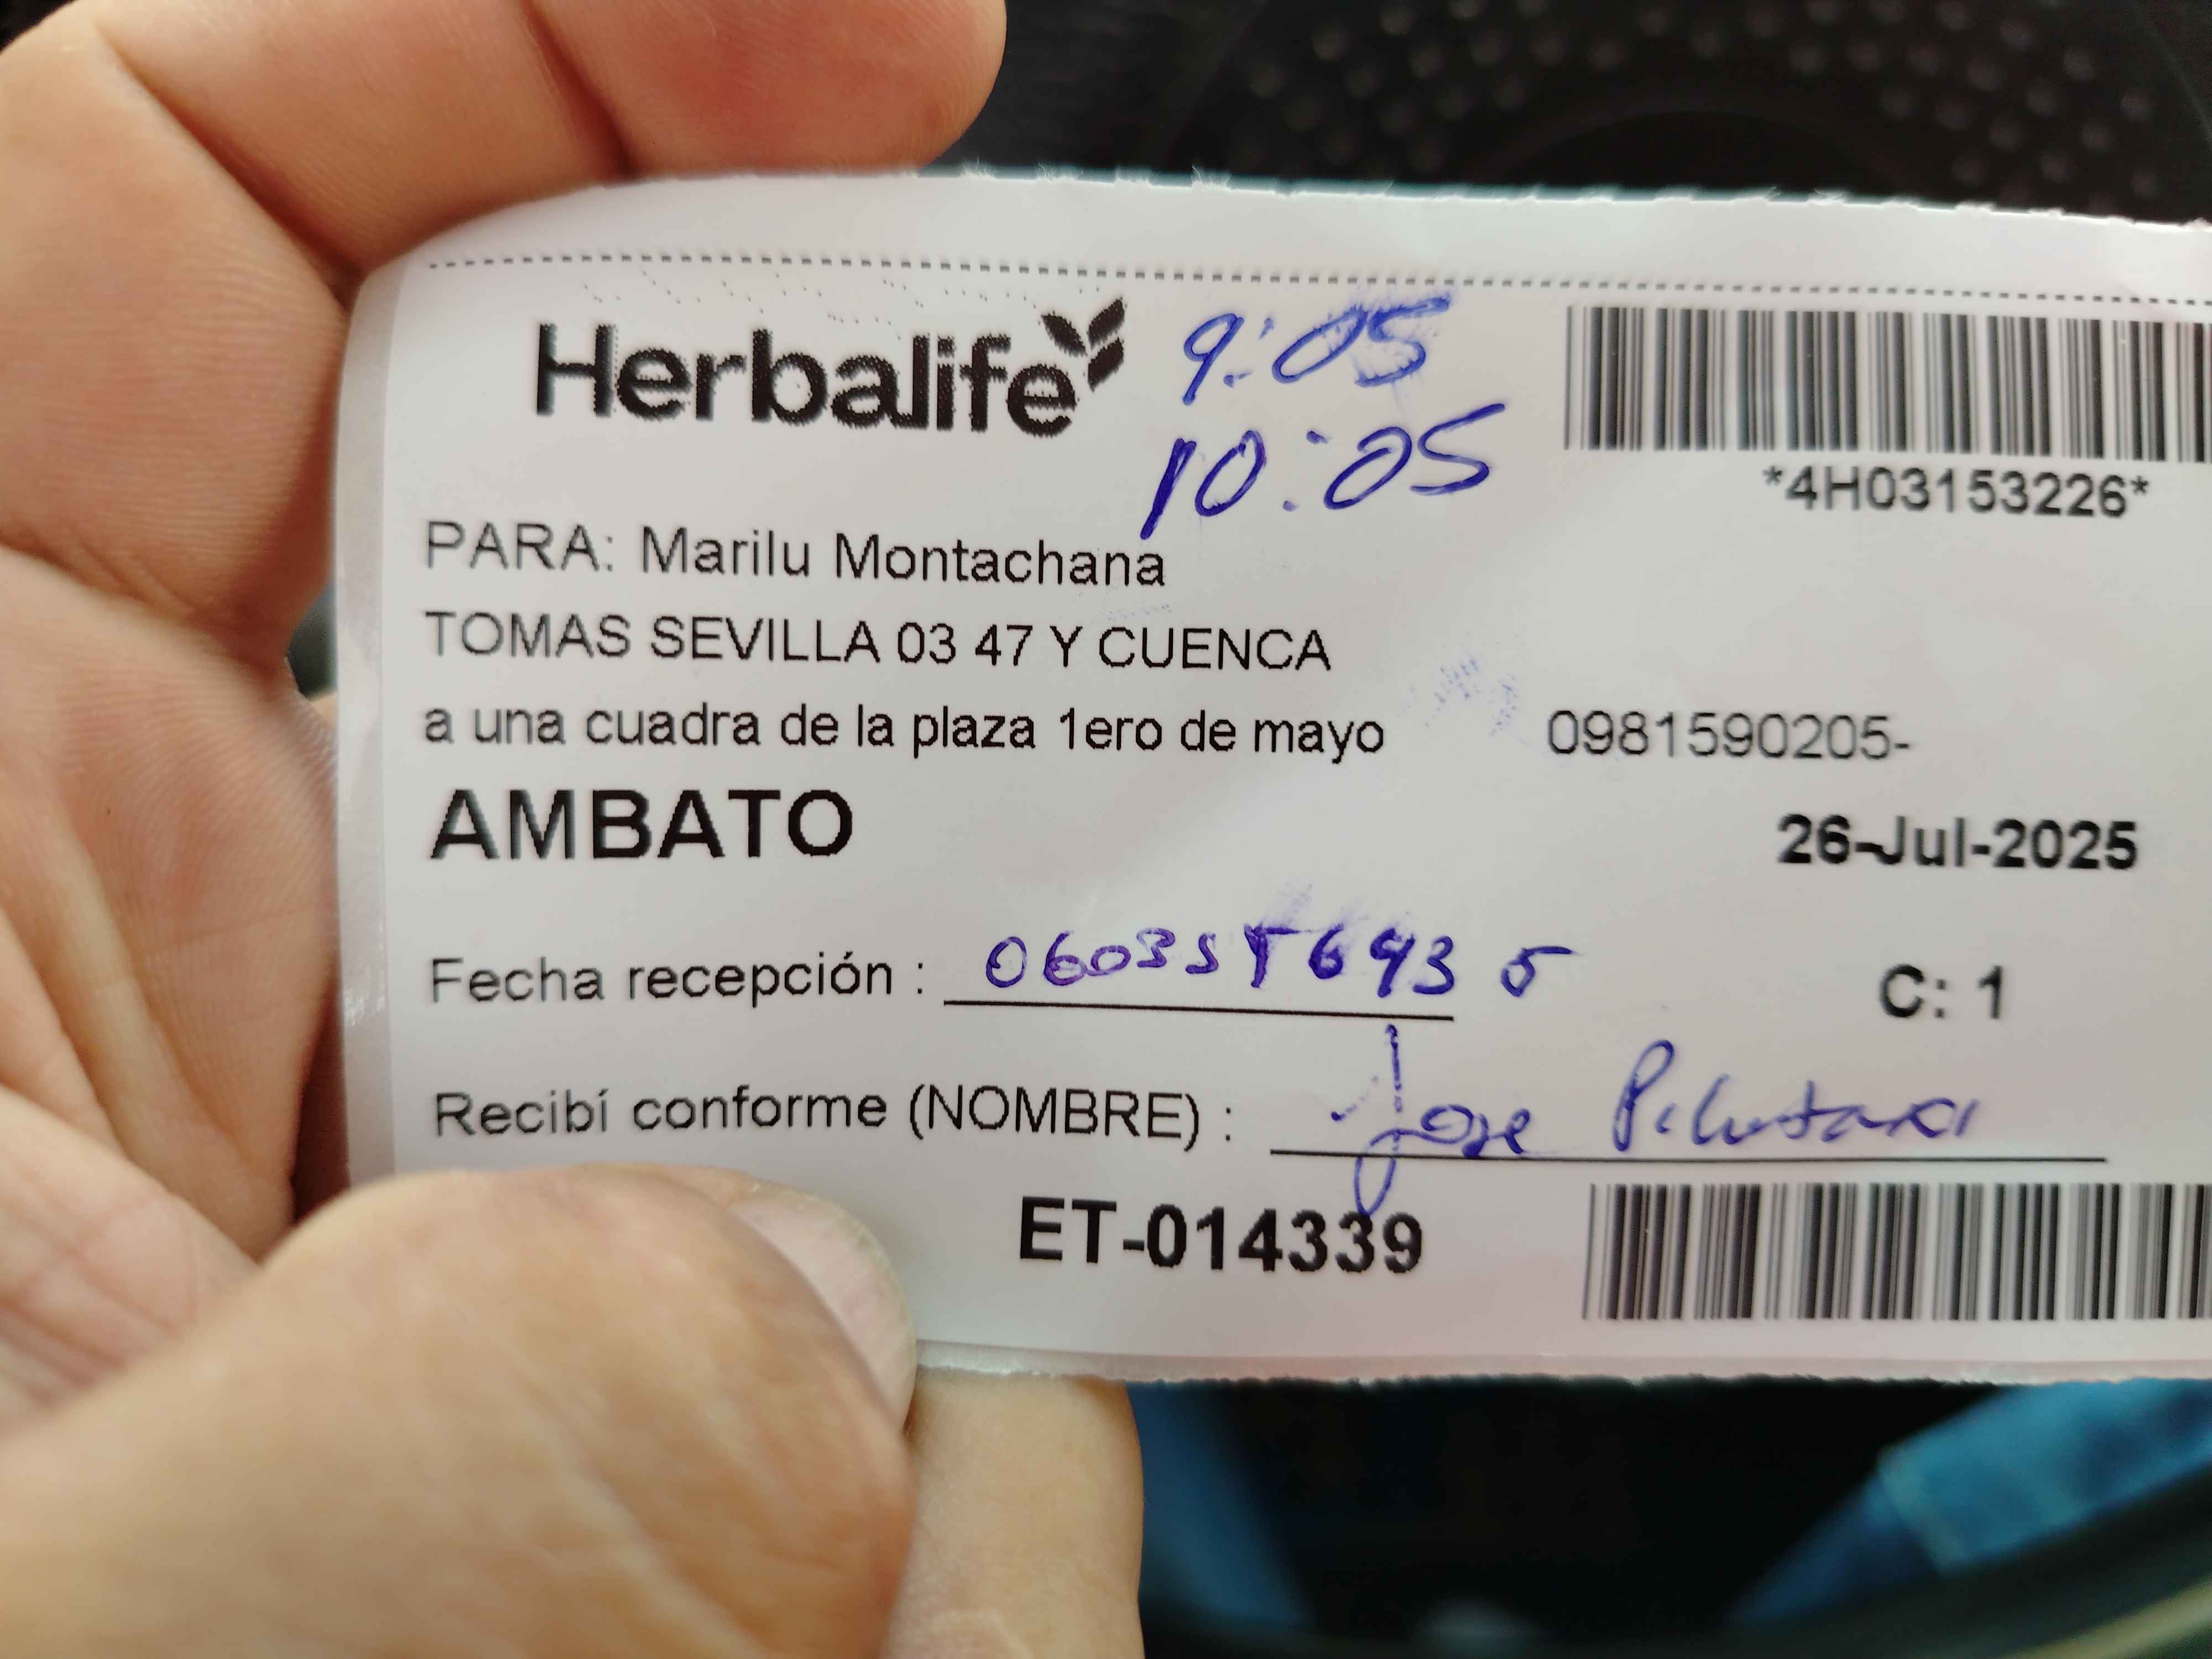 Herbalife
9:05
10:05
*4H03153226*
PARA: Marilu Montachana
TOMAS SEVILLA 03 47 Y CUENCA
a una cuadra de la plaza 1ero de mayo 0981590205-
AMBATO
26-Jul-2025
Fecha recepción :
C: 1
Recibí conforme (NOMBRE) : Jose
ET-014339